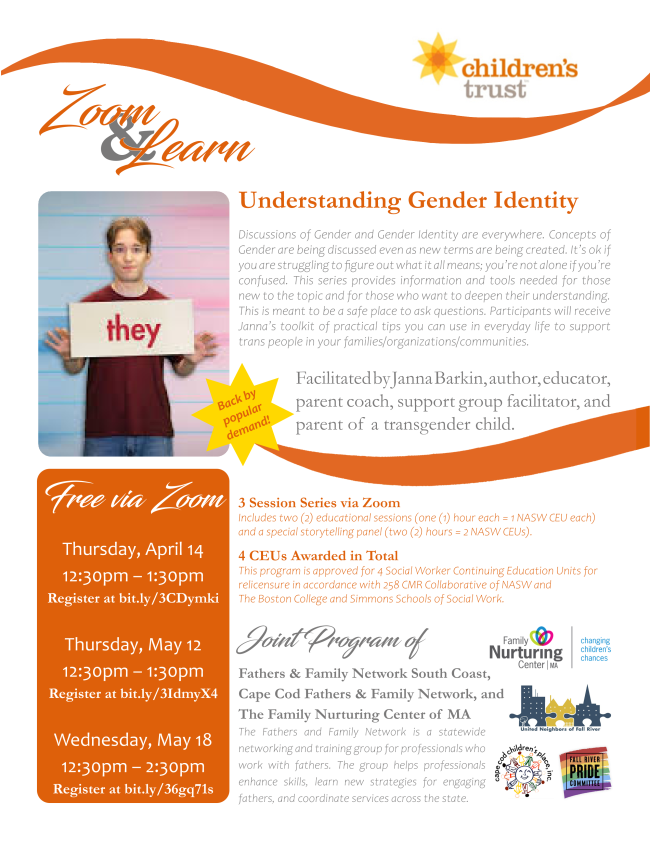 children's
trust
Zoom
& Learn
Understanding Gender Identity
Discussions of Gender and Gender Identity are everywhere. Concepts of
Gender are being discussed even as new terms are being created. It's ok if
you are struggling to figure out what it all means; you're not alone if you're
confused. This series provides information and tools needed for those
new to the topic and for those who want to deepen their understanding.
This is meant to be a safe place to ask questions. Participants will receive
Janna's toolkit of practical tips you can use in everyday life to support
trans people in your families/organizations/communities.
they
Back by
popular
demand!
Facilitated by Janna Barkin, author, educator,
parent coach, support group facilitator, and
parent of a transgender child.
Free via Zoom
Thursday, April 14
12:30pm – 1:30pm
Register at bit.ly/3CDymki
Thursday, May 12
12:30pm – 1:30pm
Register at bit.ly/3IdmyX4
Wednesday, May 18
12:30pm – 2:30pm
Register at bit.ly/36gq71s
3 Session Series via Zoom
Includes two (2) educational sessions (one (1) hour each = 1 NASW CEU each)
and a special storytelling panel (two (2) hours = 2 NASW CEUs).
4 CEUs Awarded in Total
This program is approved for 4 Social Worker Continuing Education Units for
relicensure in accordance with 258 CMR Collaborative of NASW and
The Boston College and Simmons Schools of Social Work.
Joint Program of
Fathers & Family Network South Coast,
Cape Cod Fathers & Family Network, and
The Family Nurturing Center of MA
The Fathers and Family Network is a statewide
networking and training group for professionals who
work with fathers. The group helps professionals
enhance skills, learn new strategies for engaging
fathers, and coordinate services across the state.
Family
Nurturing
Center | MA
changing
children's
chances
United Neighbors of Fall River
cape cod children's place, inc.
FALL RIVER
PRIDE
COMMITTEE